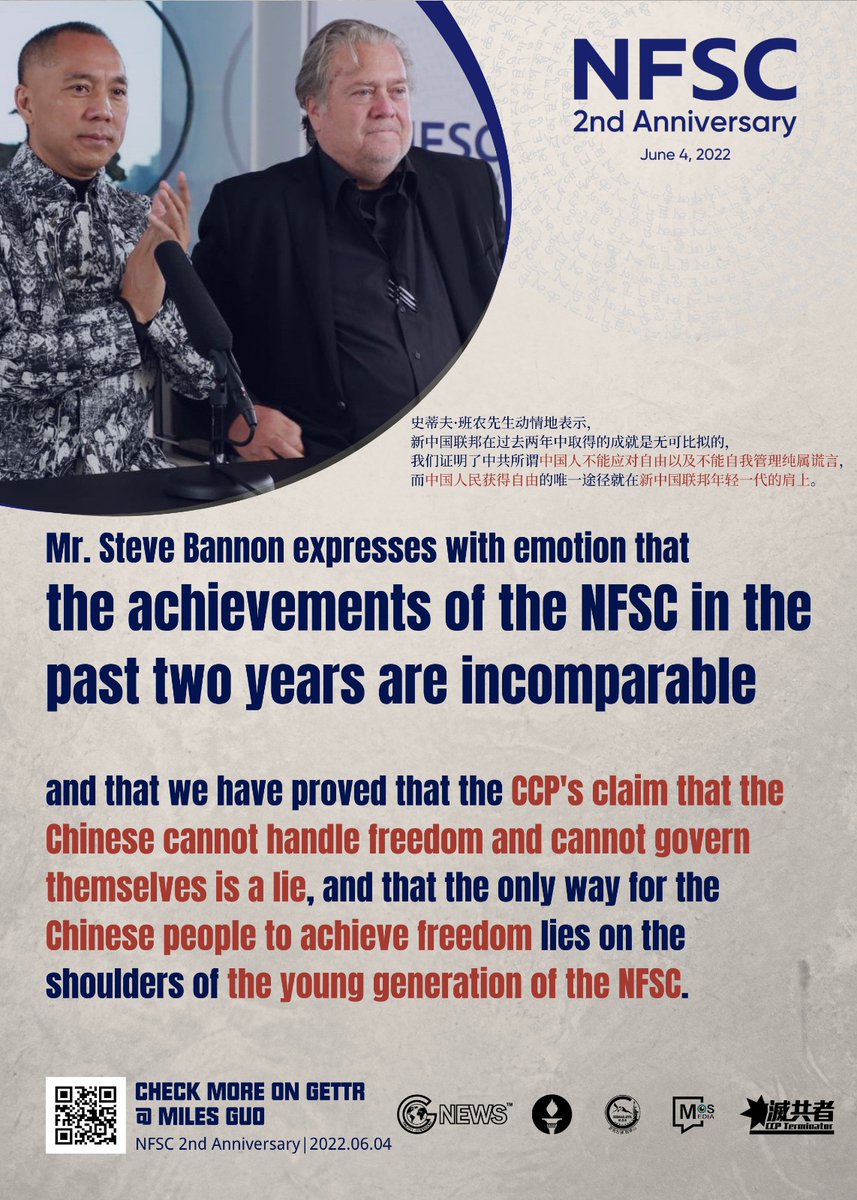 NFSC
2nd Anniversary
June 4, 2022
NFSC
史蒂夫·班农先生动情地表示,
新中国联邦在过去两年中取得的成就是无可比拟的,
我们证明了中共所谓中国人不能应对自由以及不能自我管理纯属谎言,
而中国人民获得自由的唯一途径就在新中国联邦年轻一代的肩上。
Mr. Steve Bannon expresses with emotion that
the achievements of the NFSC in the
past two years are incomparable
and that we have proved that the CCP's claim that the
Chinese cannot handle freedom and cannot govern
themselves is a lie, and that the only way for the
Chinese people to achieve freedom lies on the
shoulders of the young generation of the NFSC.
CHECK MORE ON GETTR
@ MILES GUO
NFSC 2nd Anniversary|2022.06.04
G NEWS™
MOS
MEDIA
滅共者
CCP Terminator